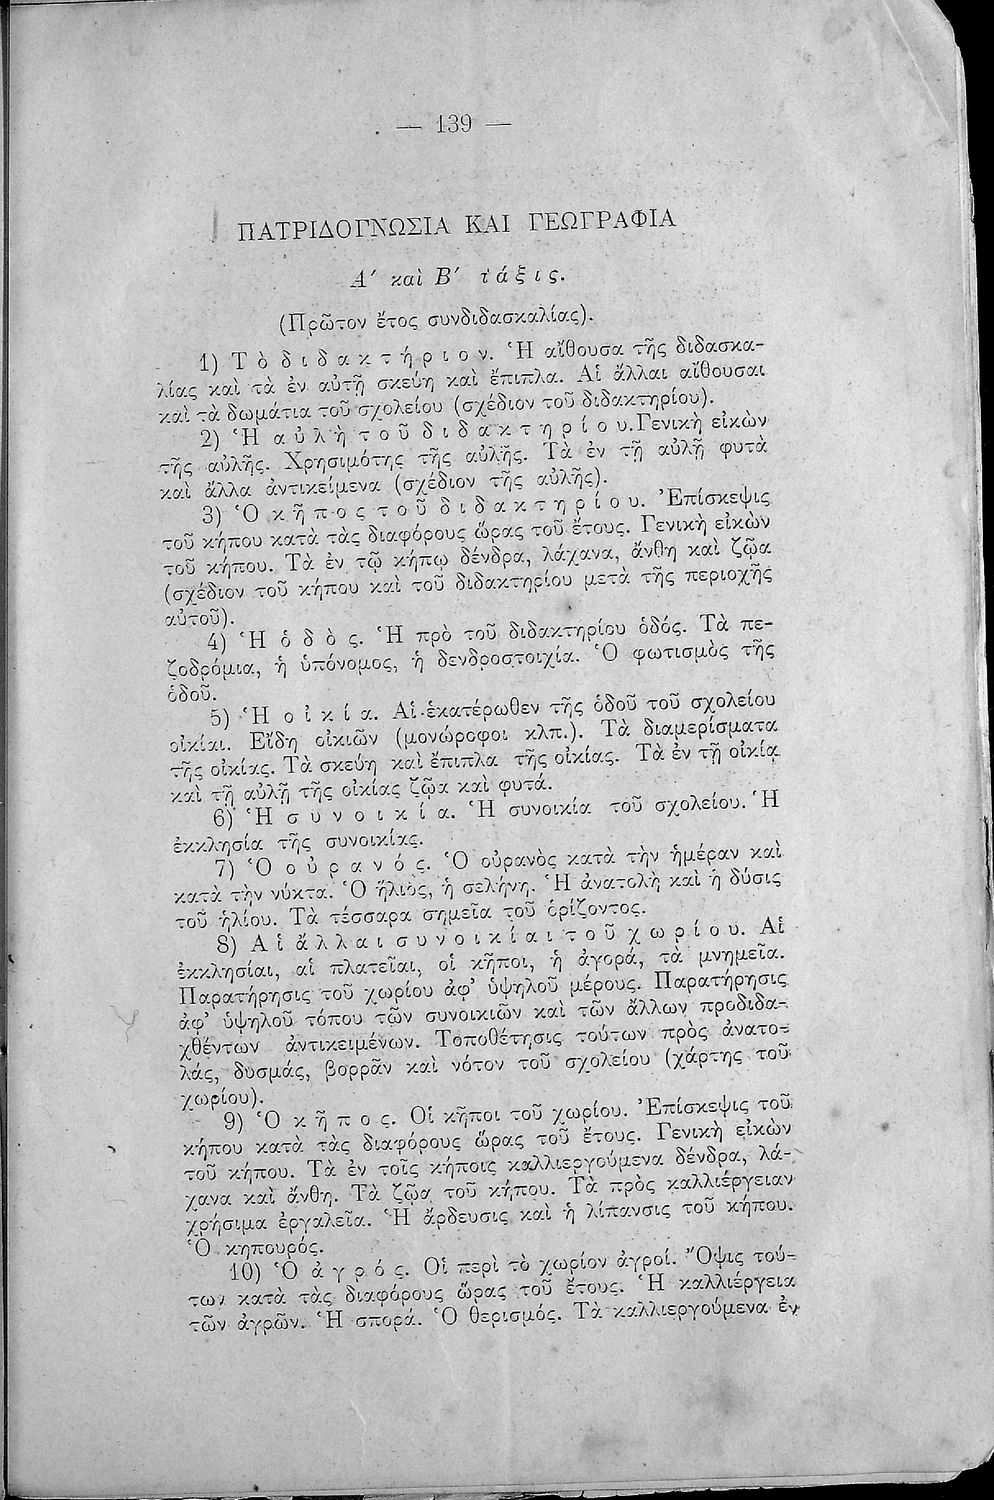 — 139 —
ΠΑΤΡΙΔΟΓΝΩΣΙΑ ΚΑΙ ΓΕΩΓΡΑΦΙΑ
Α′ καὶ Β′ τάξις.
(Πρῶτον ἔτος συνδιδασκαλίας).
1) Τὸ διδακτήριον. Ἡ αἴθουσα τῆς διδασκα-
λίας καὶ τὰ ἐν αὐτῇ σκεύη καὶ ἔπιπλα. Αἱ ἄλλαι αἴθουσαι
καὶ τὰ δωμάτια τοῦ σχολείου (σχέδιον τοῦ διδακτηρίου).
2) Ἡ αὐλὴ τοῦ διδακτηρίου. Γενικὴ εἰκὼν
τῆς αὐλῆς. Χρησιμότης τῆς αὐλῆς. Τὰ ἐν τῇ αὐλῇ φυτὰ
καὶ ἄλλα ἀντικείμενα (σχέδιον τῆς αὐλῆς).
3) Ὁ κῆπος τοῦ διδακτηρίου. Ἐπίσκεψις
τοῦ κήπου κατὰ τὰς διαφόρους ὥρας τοῦ ἔτους. Γενικὴ εἰκὼν
τοῦ κήπου. Τὰ ἐν τῷ κήπῳ δένδρα, λάχανα, ἄνθη καὶ ζῷα
(σχέδιον τοῦ κήπου καὶ τοῦ διδακτηρίου μετὰ τῆς περιοχῆς
αὐτοῦ).
4) Ἡ ὁδὸς. Ἡ πρὸ τοῦ διδακτηρίου ὁδός. Τὰ πε-
ζοδρόμια, ἡ ὑπόνομος, ἡ δενδροστοιχία. Ὁ φωτισμὸς τῆς
ὁδοῦ.
5) Ἡ οἰκία. Αἱ ἑκατέρωθεν τῆς ὁδοῦ τοῦ σχολείου
οἰκίαι. Εἴδη οἰκιῶν (μονώροφοι κλπ.). Τὰ διαμερίσματα
τῆς οἰκίας. Τὰ σκεύη καὶ ἔπιπλα τῆς οἰκίας. Τὰ ἐν τῇ οἰκίᾳ
καὶ τῇ αὐλῇ τῆς οἰκίας ζῷα καὶ φυτά.
6) Ἡ συνοικία. Ἡ συνοικία τοῦ σχολείου. Ἡ
ἐκκλησία τῆς συνοικίας.
7) Ὁ οὐρανός. Ὁ οὐρανὸς κατὰ τὴν ἡμέραν καὶ
κατὰ τὴν νύκτα. Ὁ ἥλιος, ἡ σελήνη. Ἡ ἀνατολὴ καὶ ἡ δύσις
τοῦ ἡλίου. Τὰ τέσσαρα σημεῖα τοῦ ὁρίζοντος.
8) Αἱ ἄλλαι συνοικίαι τοῦ χωρίου. Αἱ
ἐκκλησίαι, αἱ πλατεῖαι, οἱ κῆποι, ἡ ἀγορά, τὰ μνημεῖα.
Παρατήρησις τοῦ χωρίου ἀφ’ ὑψηλοῦ μέρους. Παρατήρησις
ἀφ’ ὑψηλοῦ τόπου τῶν συνοικιῶν καὶ τῶν ἄλλων προδιδα-
χθέντων ἀντικειμένων. Τοποθέτησις τούτων πρὸς ἀνατο-
λάς, δυσμάς, βορρᾶν καὶ νότον τοῦ σχολείου (χάρτης τοῦ
χωρίου).
9) Ὁ κῆπος. Οἱ κῆποι τοῦ χωρίου. Ἐπίσκεψις τοῦ
κήπου κατὰ τὰς διαφόρους ὥρας τοῦ ἔτους. Γενικὴ εἰκὼν
τοῦ κήπου. Τὰ ἐν τοῖς κήποις καλλιεργούμενα δένδρα, λά-
χανα καὶ ἄνθη. Τὰ ζῷα τοῦ κήπου. Τὰ πρὸς καλλιέργειαν
χρήσιμα ἐργαλεῖα. Ἡ ἄρδευσις καὶ ἡ λίπανσις τοῦ κήπου.
Ὁ κηπουρός.
10) Ὁ ἀγρός. Οἱ περὶ τὸ χωρίον ἀγροί. Ὄψις τού-
των κατὰ τὰς διαφόρους ὥρας τοῦ ἔτους. Ἡ καλλιέργεια
τῶν ἀγρῶν. Ἡ σπορά. Ὁ θερισμός. Τὰ καλλιεργούμενα ἐν